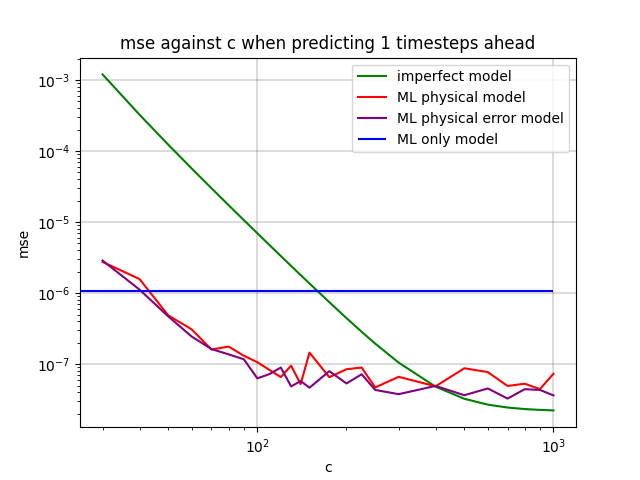 mse against c when predicting 1 timesteps ahead
imperfect model
ML physical model
ML physical error model
ML only model
10⁻³
10⁻⁴
10⁻⁵
10⁻⁶
10⁻⁷
mse
10²
10³
c